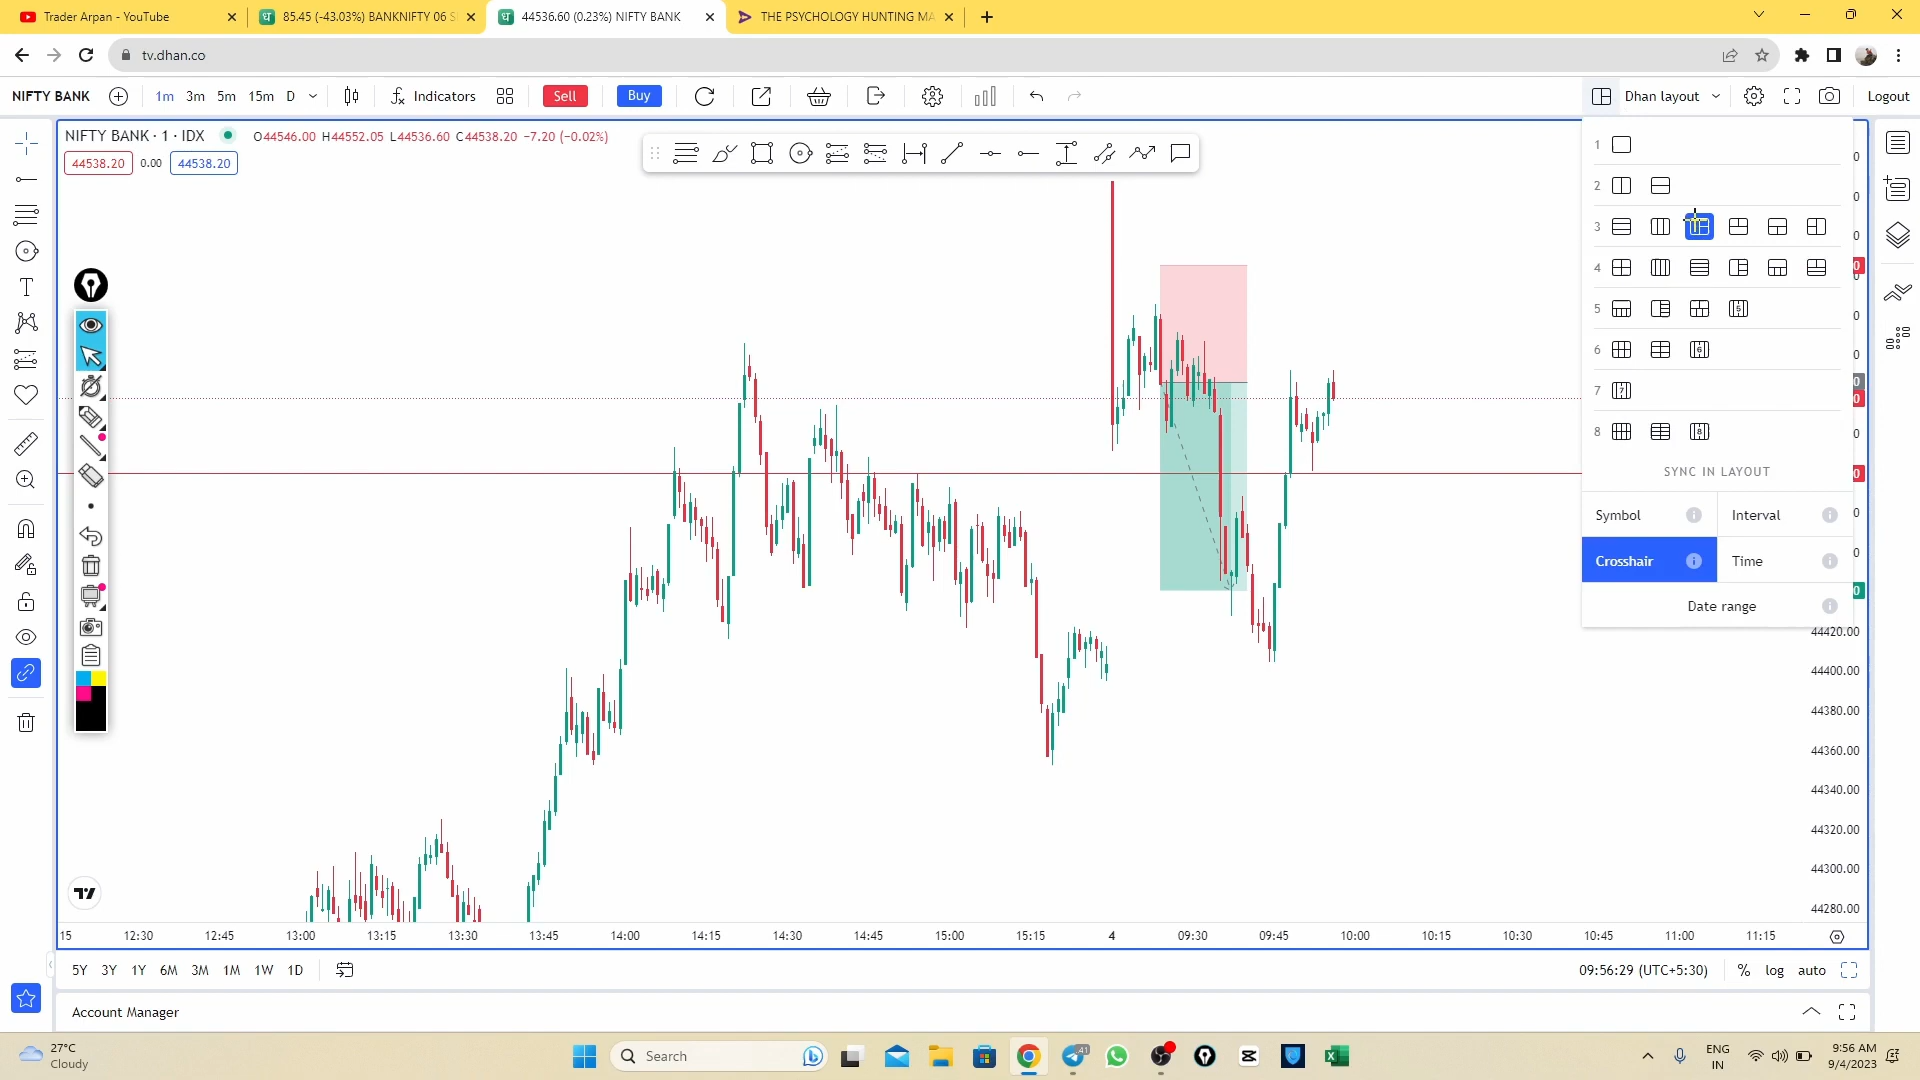 Trader Arpan - YouTube
85.45 (-43.03%) BANKNIFTY 06 S
44536.60 (0.23%) NIFTY BANK
THE PSYCHOLOGY HUNTING MA
tv.dhan.co
NIFTY BANK
1m 3m 5m 15m D
Indicators
Sell
Buy
Dhan layout
Logout
NIFTY BANK · 1 · IDX
O44546.00 H44552.05 L44536.60 C44538.20 −7.20 (−0.02%)
44538.20 0.00 44538.20
1
2
3
4
5
5
6
6
7
7
8
8
SYNC IN LAYOUT
Symbol
Interval
Crosshair
Time
Date range
44420.00
44400.00
44380.00
44360.00
44340.00
44320.00
44300.00
44280.00
15 12:30 12:45 13:00 13:15 13:30 13:45 14:00 14:15 14:30 14:45 15:00 15:15 4 09:30 09:45 10:00 10:15 10:30 10:45 11:00 11:15
5Y 3Y 1Y 6M 3M 1M 1W 1D
09:56:29 (UTC+5:30)
% log auto
Account Manager
27°C
Cloudy
Search
41
ENG
IN
9:56 AM
9/4/2023